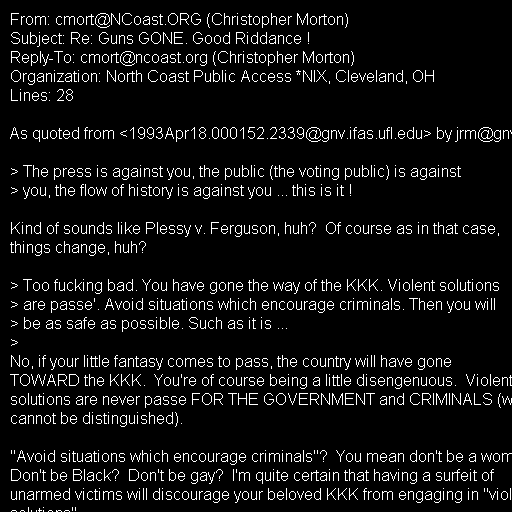 From: cmort@NCoast.ORG (Christopher Morton)
Subject: Re: Guns GONE. Good Riddance !
Reply-To: cmort@ncoast.org (Christopher Morton)
Organization: North Coast Public Access *NIX, Cleveland, OH
Lines: 28

As quoted from <1993Apr18.000152.2339@gnv.ifas.ufl.edu> by jrm@gnv

> The press is against you, the public (the voting public) is against
> you, the flow of history is against you ... this is it !

Kind of sounds like Plessy v. Ferguson, huh?  Of course as in that case,
things change, huh?

> Too fucking bad. You have gone the way of the KKK. Violent solutions
> are passe'. Avoid situations which encourage criminals. Then you will
> be as safe as possible. Such as it is ...
>
No, if your little fantasy comes to pass, the country will have gone
TOWARD the KKK.  You're of course being a little disengenuous.  Violent
solutions are never passe FOR THE GOVERNMENT and CRIMINALS (w
cannot be distinguished).

"Avoid situations which encourage criminals"?  You mean don't be a wom
Don't be Black?  Don't be gay?  I'm quite certain that having a surfeit of
unarmed victims will discourage your beloved KKK from engaging in "viol
solutions"